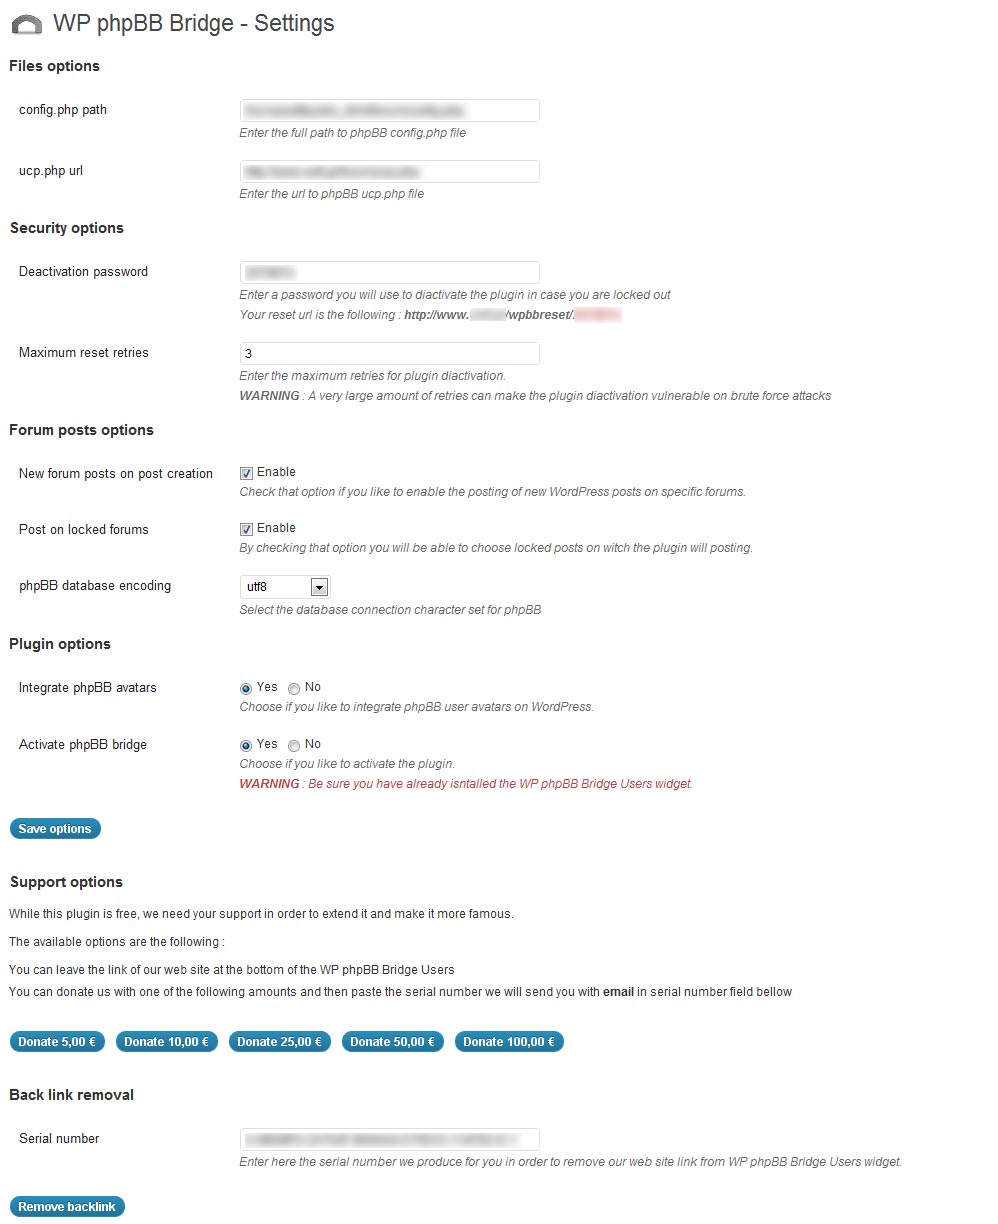 WP phpBB Bridge - Settings
Files options
config.php path
Enter the full path to phpBB config.php file
ucp.php url
Enter the url to phpBB ucp.php file
Security options
Deactivation password
Enter a password you will use to diactivate the plugin in case you are locked out
Your reset url is the following : http://www. /wpbbreset/
Maximum reset retries 3
Enter the maximum retries for plugin diactivation.
WARNING : A very large amount of retries can make the plugin diactivation vulnerable on brute force attacks
Forum posts options
New forum posts on post creation Enable
Check that option if you like to enable the posting of new WordPress posts on specific forums.
Post on locked forums Enable
By checking that option you will be able to choose locked posts on witch the plugin will posting.
phpBB database encoding utf8
Select the database connection character set for phpBB
Plugin options
Integrate phpBB avatars Yes No
Choose if you like to integrate phpBB user avatars on WordPress.
Activate phpBB bridge Yes No
Choose if you like to activate the plugin.
WARNING : Be sure you have already isntalled the WP phpBB Bridge Users widget.
Save options
Support options
While this plugin is free, we need your support in order to extend it and make it more famous.
The available options are the following :
You can leave the link of our web site at the bottom of the WP phpBB Bridge Users
You can donate us with one of the following amounts and then paste the serial number we will send you with email in serial number field bellow
Donate 5,00 € Donate 10,00 € Donate 25,00 € Donate 50,00 € Donate 100,00 €
Back link removal
Serial number
Enter here the serial number we produce for you in order to remove our web site link from WP phpBB Bridge Users widget.
Remove backlink